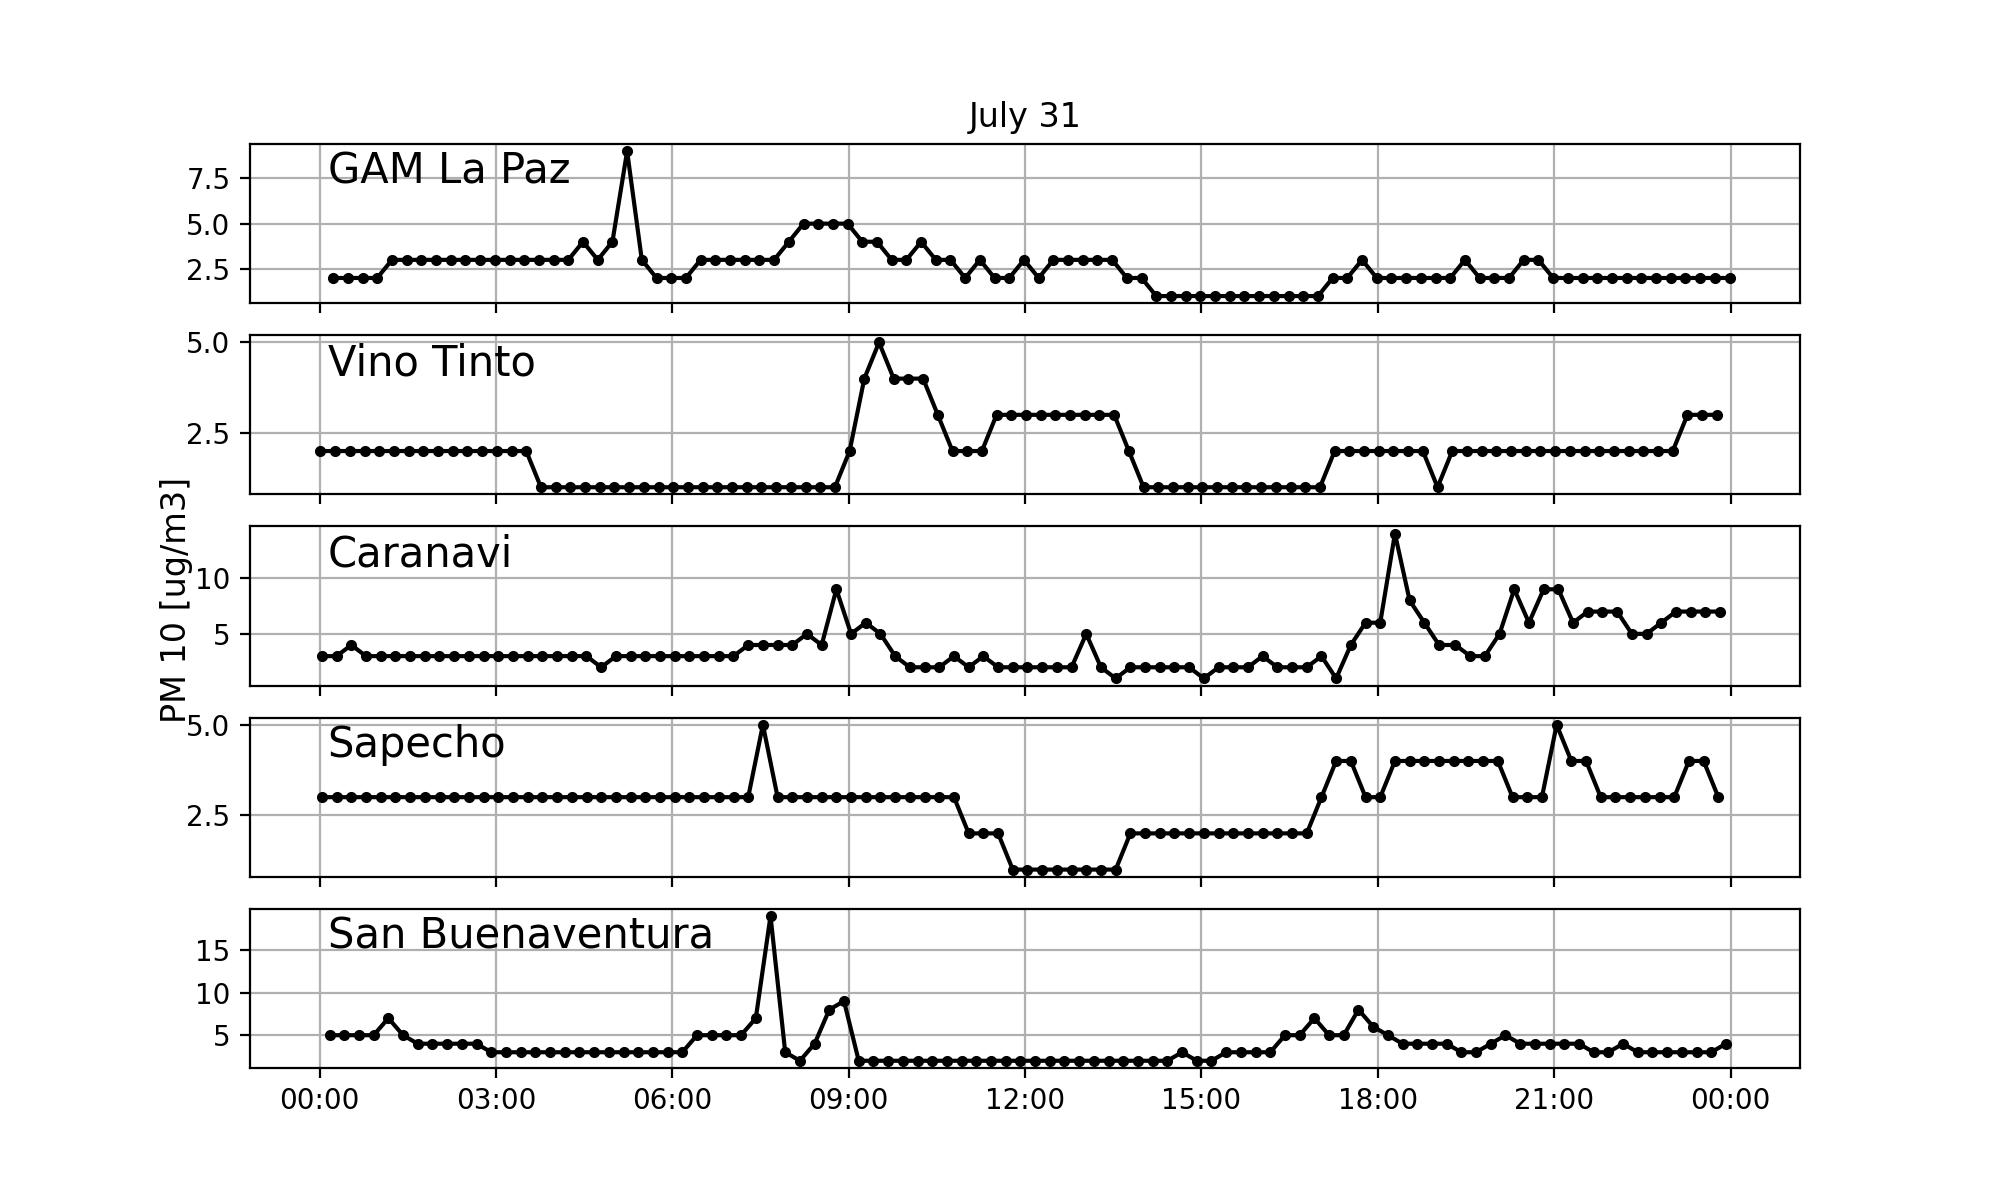 July 31
GAM La Paz
7.5
5.0
2.5
Vino Tinto
5.0
2.5
PM 10 [ug/m3]
Caranavi
10
5
Sapecho
5.0
2.5
San Buenaventura
15
10
5
00:00 03:00 06:00 09:00 12:00 15:00 18:00 21:00 00:00